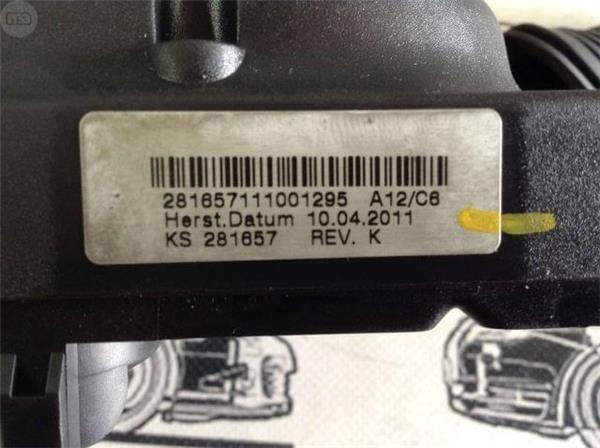 281657111001295 A12/C6
Herst.Datum 10.04.2011
KS 281657 REV. K